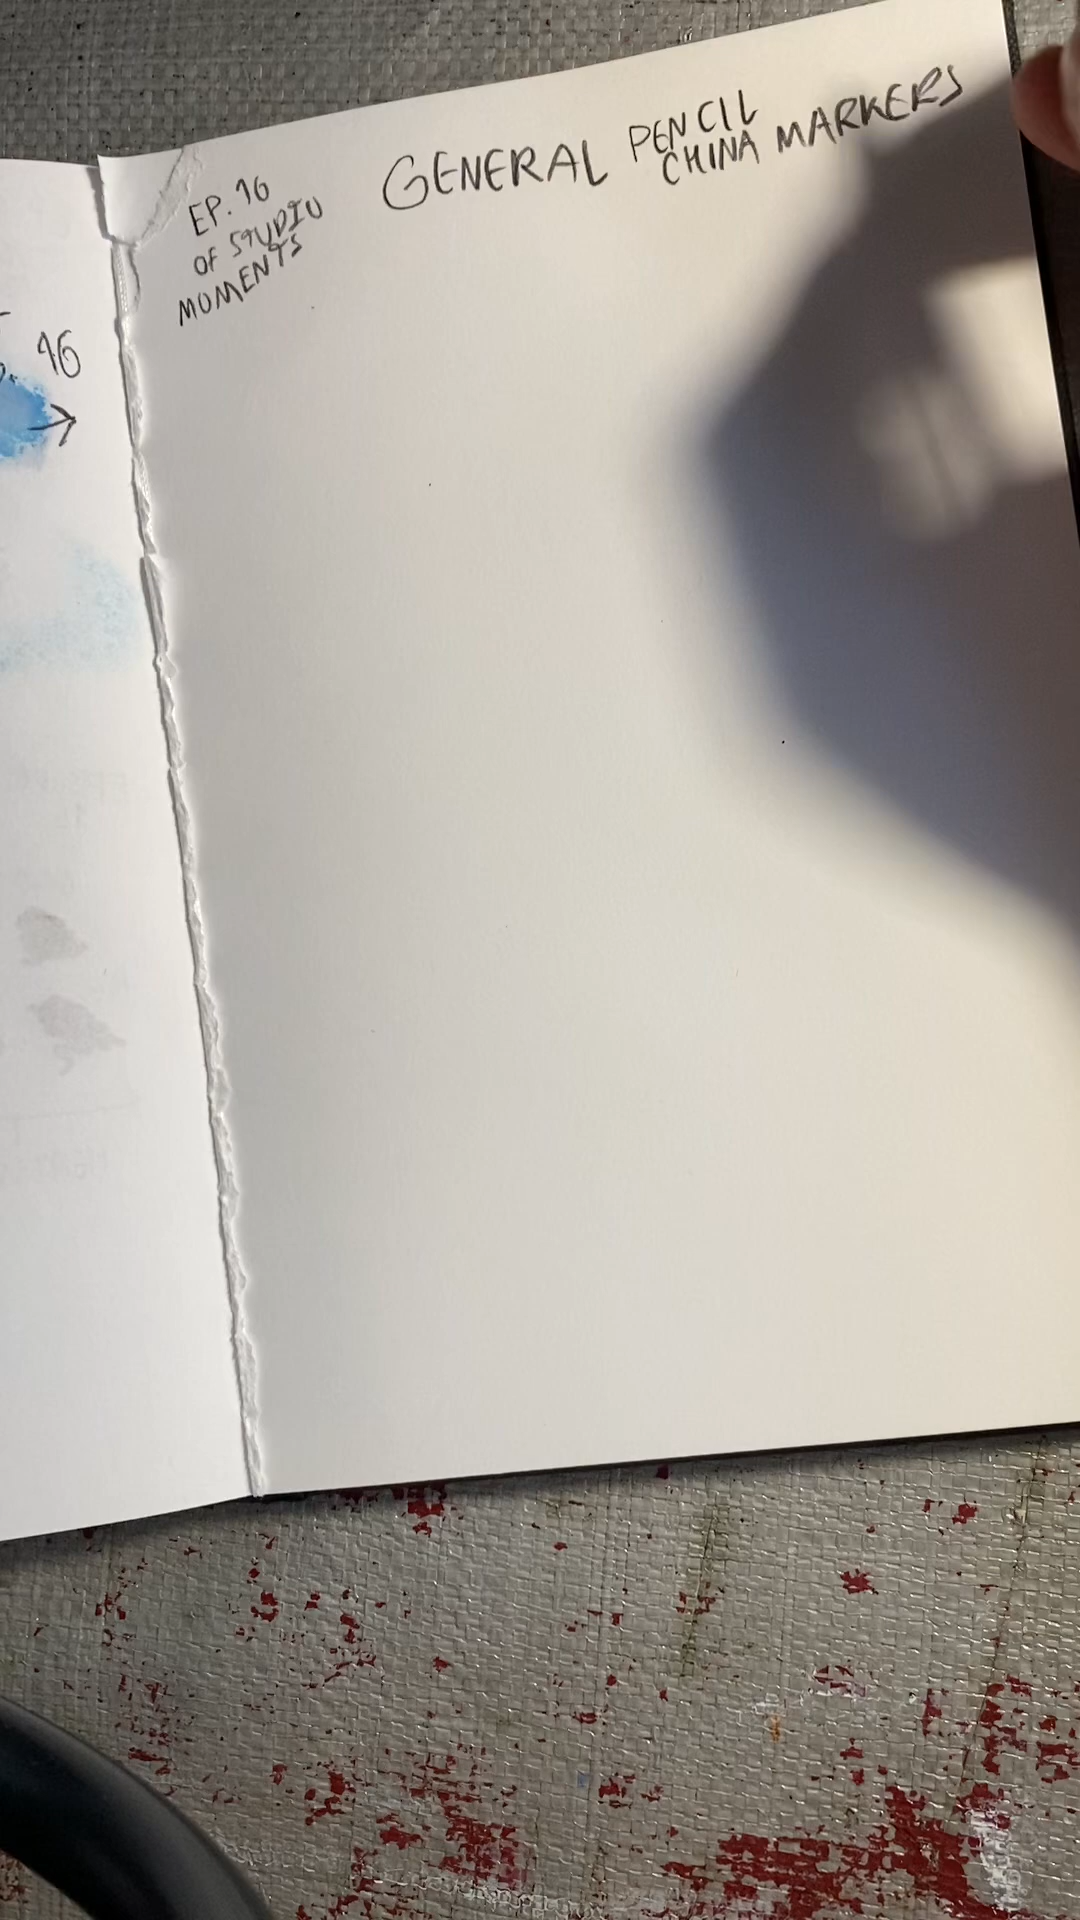 EP. 16
OF STUDIO
MOMENTS
GENERAL PENCIL
CHINA MARKERS
16